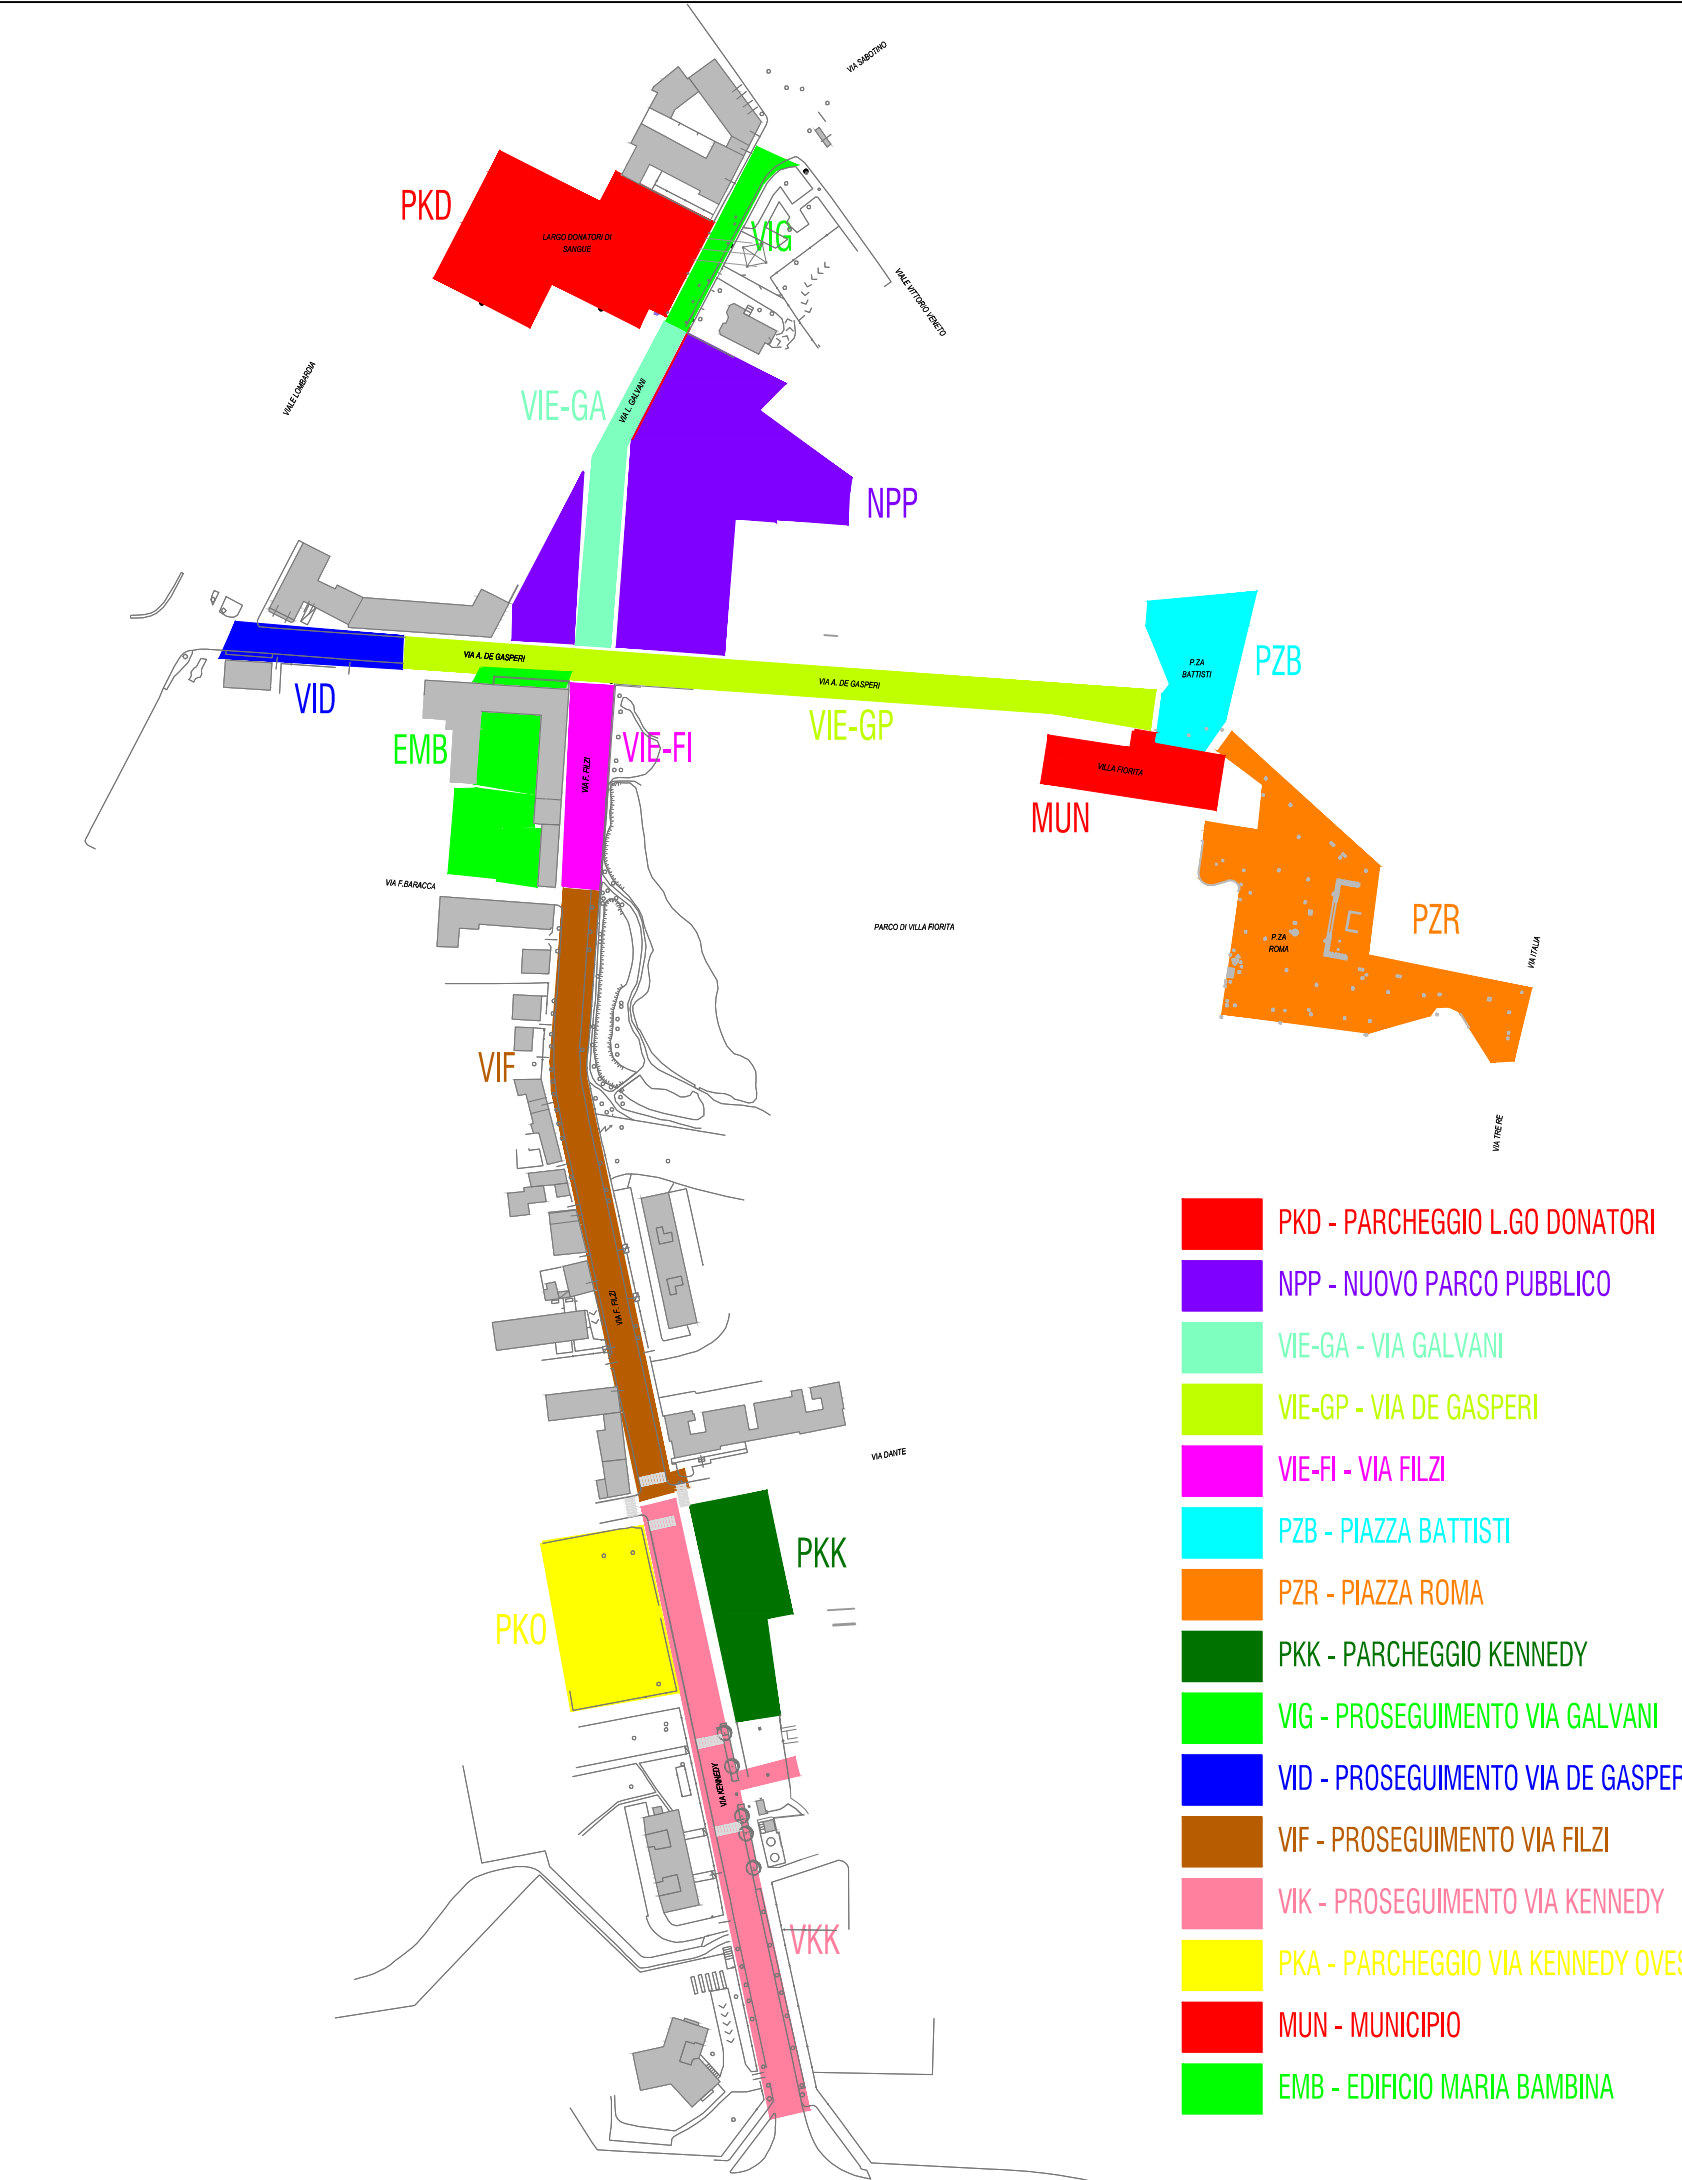 VIA SABOTINO
PKD
LARGO DONATORI DI
SANGUE
VIG
VIALE VITTORIO VENETO
VIALE LOMBARDIA
VIE-GA
VIA L. GALVANI
NPP
VIA A. DE GASPERI
VIA A. DE GASPERI
P.ZA
BATTISTI
PZB
VID
VIE-GP
EMB
VIE-FI
VIA F. FILZI
VILLA FIORITA
MUN
VIA F.BARACCA
PARCO DI VILLA FIORITA
PZR
P.ZA
ROMA
VIA ITALIA
VIF
VIA TRE RE
VIA F. FILZI
VIA DANTE
PKK
PKO
VIA KENNEDY
VKK
PKD - PARCHEGGIO L.GO DONATORI
NPP - NUOVO PARCO PUBBLICO
VIE-GA - VIA GALVANI
VIE-GP - VIA DE GASPERI
VIE-FI - VIA FILZI
PZB - PIAZZA BATTISTI
PZR - PIAZZA ROMA
PKK - PARCHEGGIO KENNEDY
VIG - PROSEGUIMENTO VIA GALVANI
VID - PROSEGUIMENTO VIA DE GASPER
VIF - PROSEGUIMENTO VIA FILZI
VIK - PROSEGUIMENTO VIA KENNEDY
PKA - PARCHEGGIO VIA KENNEDY OVES
MUN - MUNICIPIO
EMB - EDIFICIO MARIA BAMBINA